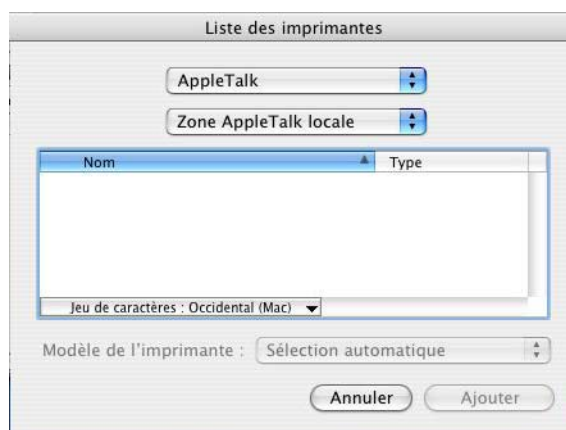 Liste des imprimantes
AppleTalk
Zone AppleTalk locale
Nom Type
Jeu de caractères : Occidental (Mac)
Modèle de l'imprimante : Sélection automatique
Annuler Ajouter